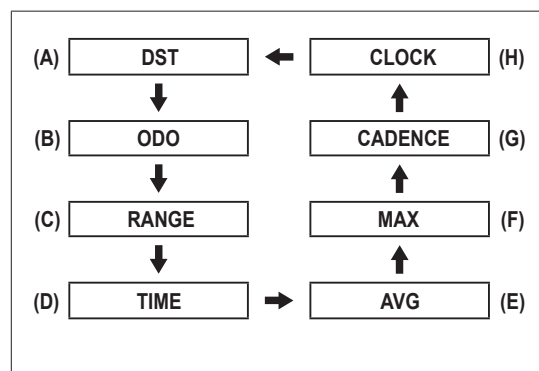 (A) DST CLOCK (H)
(B) ODO CADENCE (G)
(C) RANGE MAX (F)
(D) TIME AVG (E)